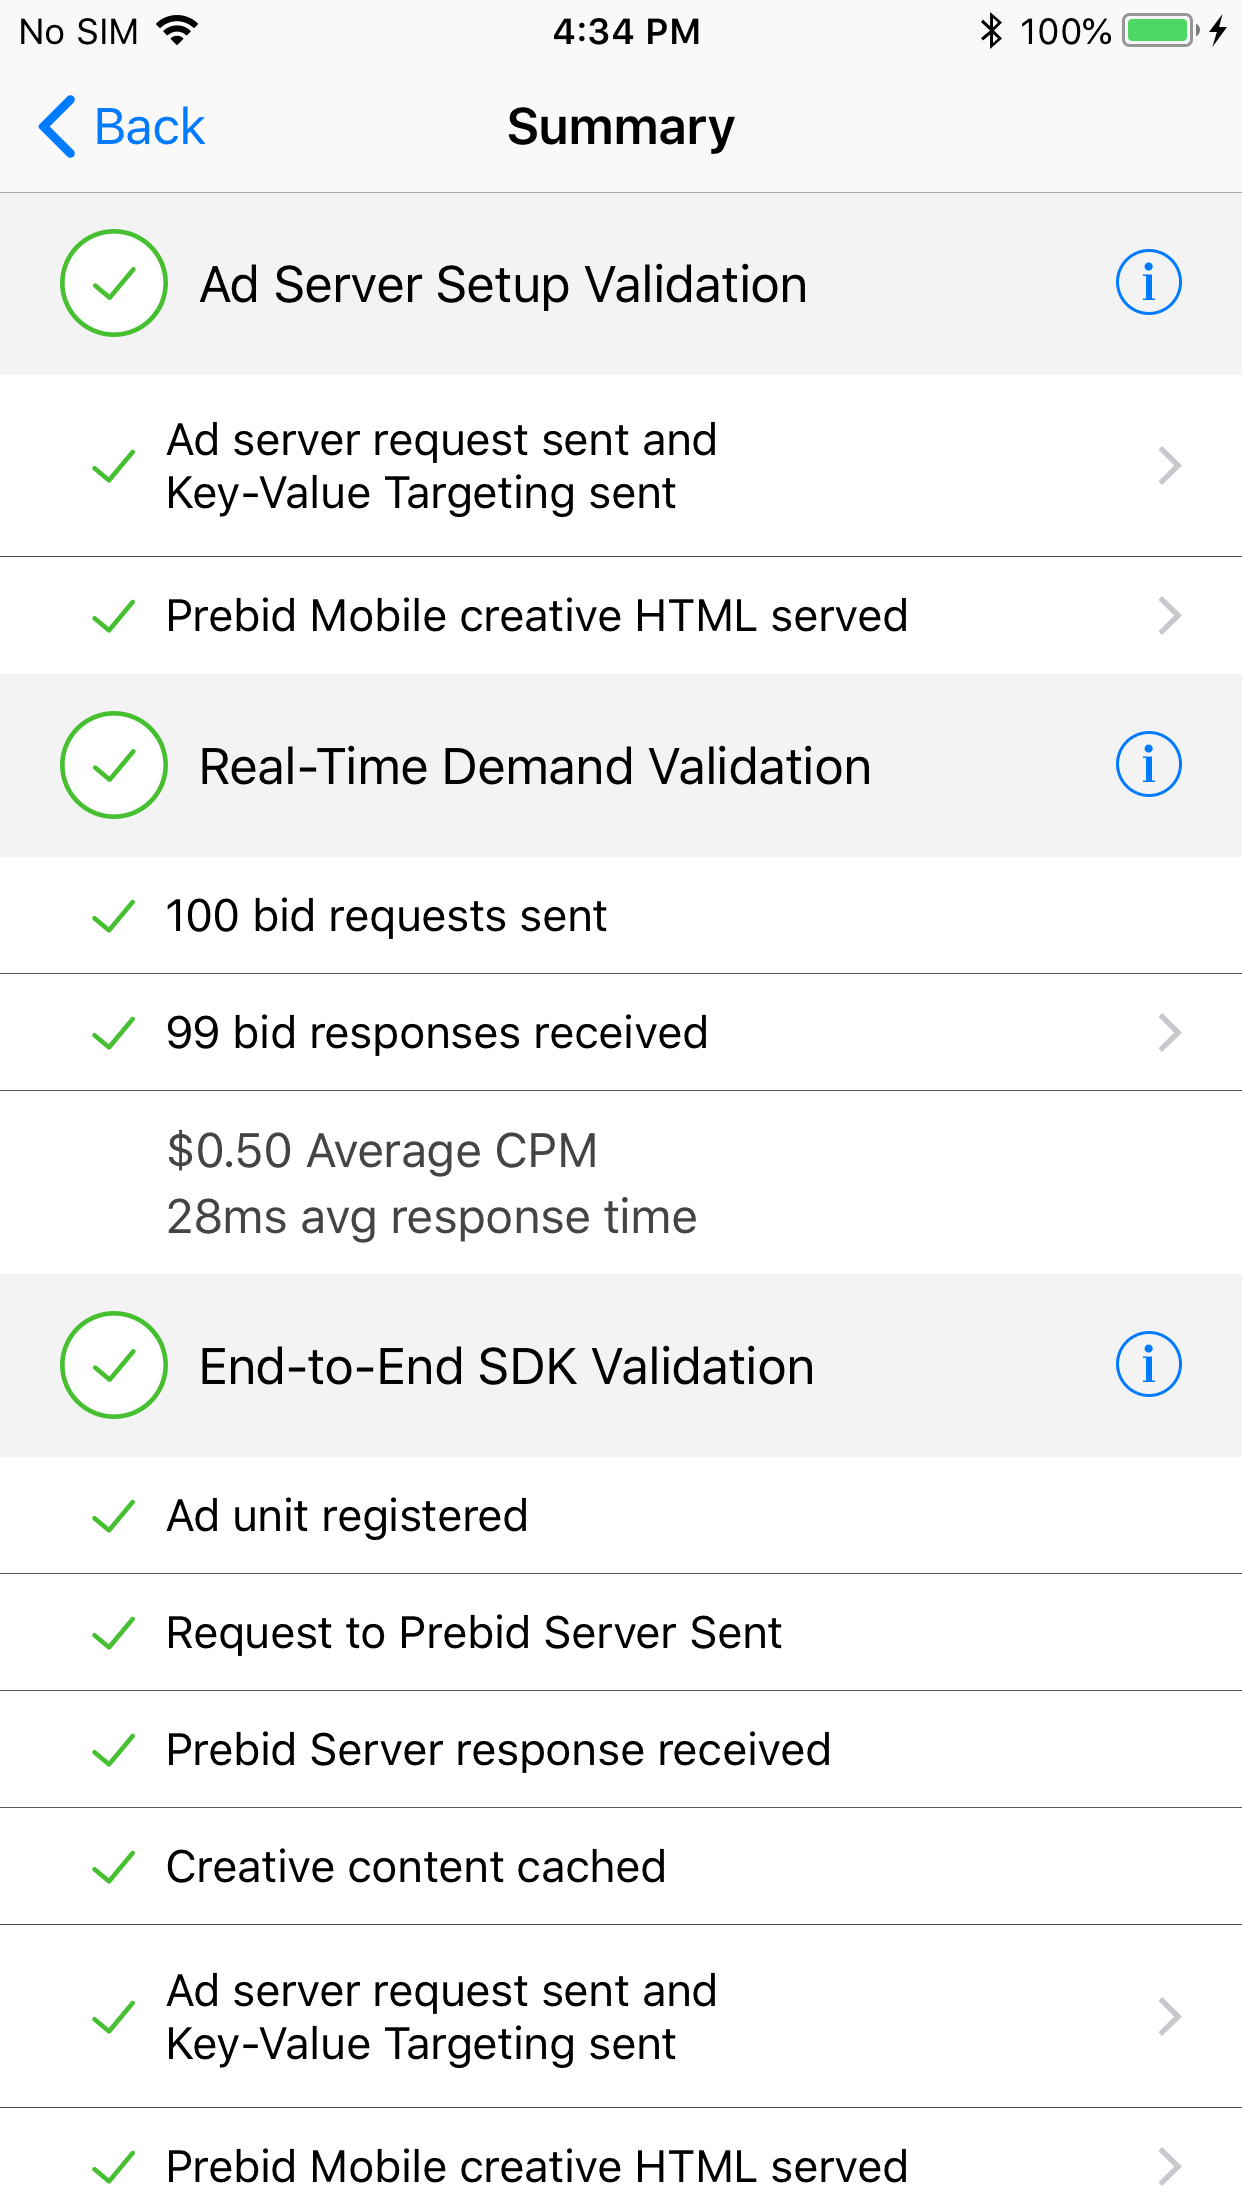 No SIM 4:34 PM 100%
Back Summary
Ad Server Setup Validation
Ad server request sent and
Key-Value Targeting sent
Prebid Mobile creative HTML served
Real-Time Demand Validation
100 bid requests sent
99 bid responses received
$0.50 Average CPM
28ms avg response time
End-to-End SDK Validation
Ad unit registered
Request to Prebid Server Sent
Prebid Server response received
Creative content cached
Ad server request sent and
Key-Value Targeting sent
Prebid Mobile creative HTML served